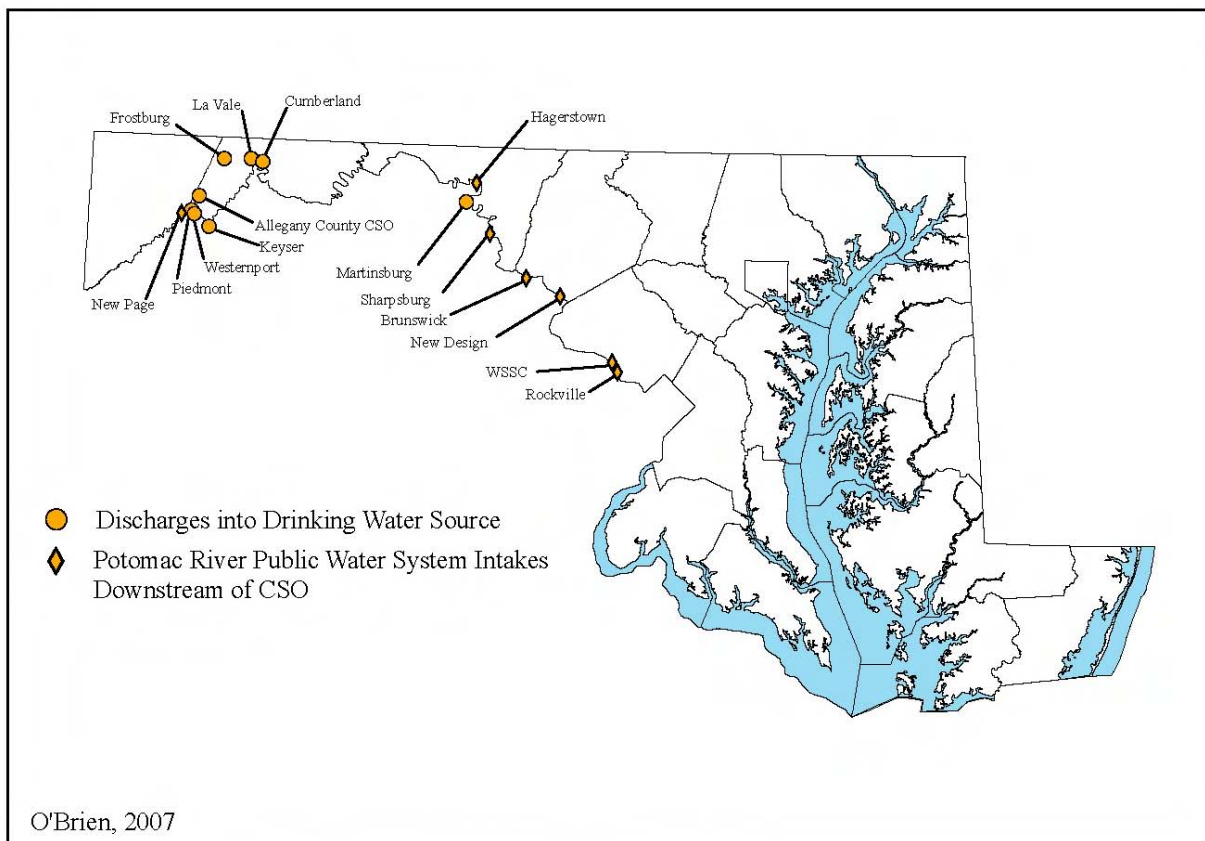 La Vale
Cumberland
Frostburg
Hagerstown
Allegany County CSO
Keyser
Westernport
Piedmont
New Page
Martinsburg
Sharpsburg
Brunswick
New Design
WSSC
Rockville
Discharges into Drinking Water Source
Potomac River Public Water System Intakes
Downstream of CSO
O'Brien, 2007